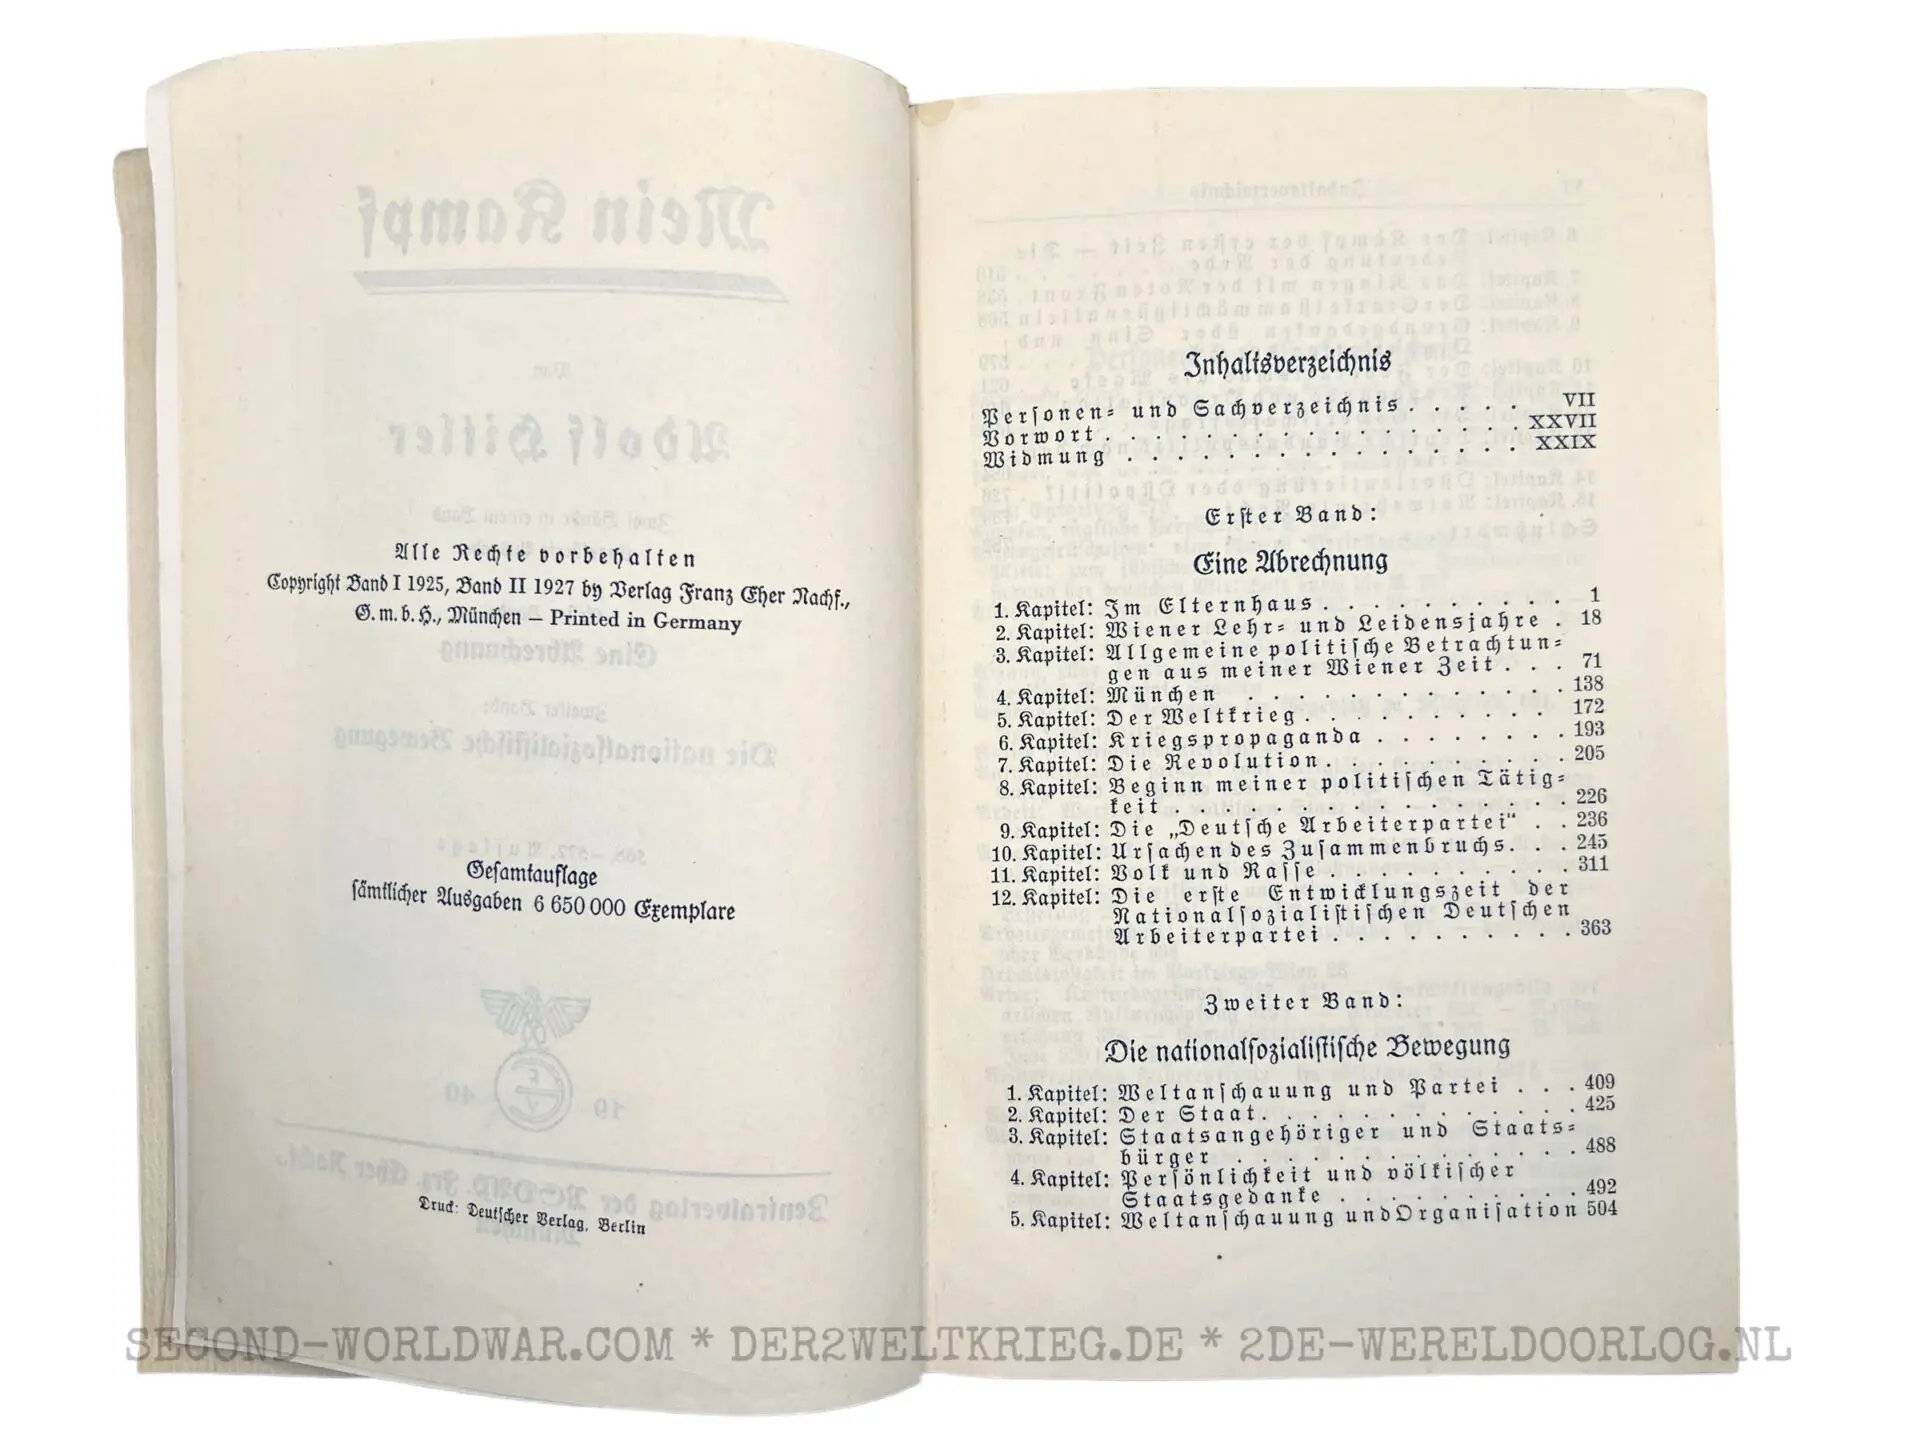 Alle Rechte vorbehalten
Copyright Band I 1925, Band II 1927 by Verlag Franz Eher Nachf.,
G. m. b. H., München – Printed in Germany
Gesamtauflage
sämtlicher Ausgaben 6 650 000 Exemplare
Druck: Deutscher Verlag, Berlin
Inhaltsverzeichnis
Personen- und Sachverzeichnis . . . . . VII
Vorwort . . . . . . . . . . . . . . . . XXVII
Widmung . . . . . . . . . . . . . . . XXIX
Erster Band:
Eine Abrechnung
1. Kapitel: Im Elternhaus . . . . . . . . . . 1
2. Kapitel: Wiener Lehr- und Leidensjahre . 18
3. Kapitel: Allgemeine politische Betrachtun-
gen aus meiner Wiener Zeit . . . 71
4. Kapitel: München . . . . . . . . . . . . . 138
5. Kapitel: Der Weltkrieg . . . . . . . . . . 172
6. Kapitel: Kriegspropaganda . . . . . . . . 193
7. Kapitel: Die Revolution . . . . . . . . . . 205
8. Kapitel: Beginn meiner politischen Tätig-
keit . . . . . . . . . . . . . . . . 226
9. Kapitel: Die „Deutsche Arbeiterpartei“ . . 236
10. Kapitel: Ursachen des Zusammenbruchs . . . 245
11. Kapitel: Volk und Rasse . . . . . . . . . . 311
12. Kapitel: Die erste Entwicklungszeit der
Nationalsozialistischen Deutschen
Arbeiterpartei . . . . . . . . . . 363
Zweiter Band:
Die nationalsozialistische Bewegung
1. Kapitel: Weltanschauung und Partei . . . 409
2. Kapitel: Der Staat . . . . . . . . . . . . . 425
3. Kapitel: Staatsangehöriger und Staats-
bürger . . . . . . . . . . . . . . 488
4. Kapitel: Persönlichkeit und völkischer
Staatsgedanke . . . . . . . . . . 492
5. Kapitel: Weltanschauung und Organisation 504
SECOND-WORLDWAR.COM * DER2WELTKRIEG.DE * 2DE-WERELDOORLOG.NL